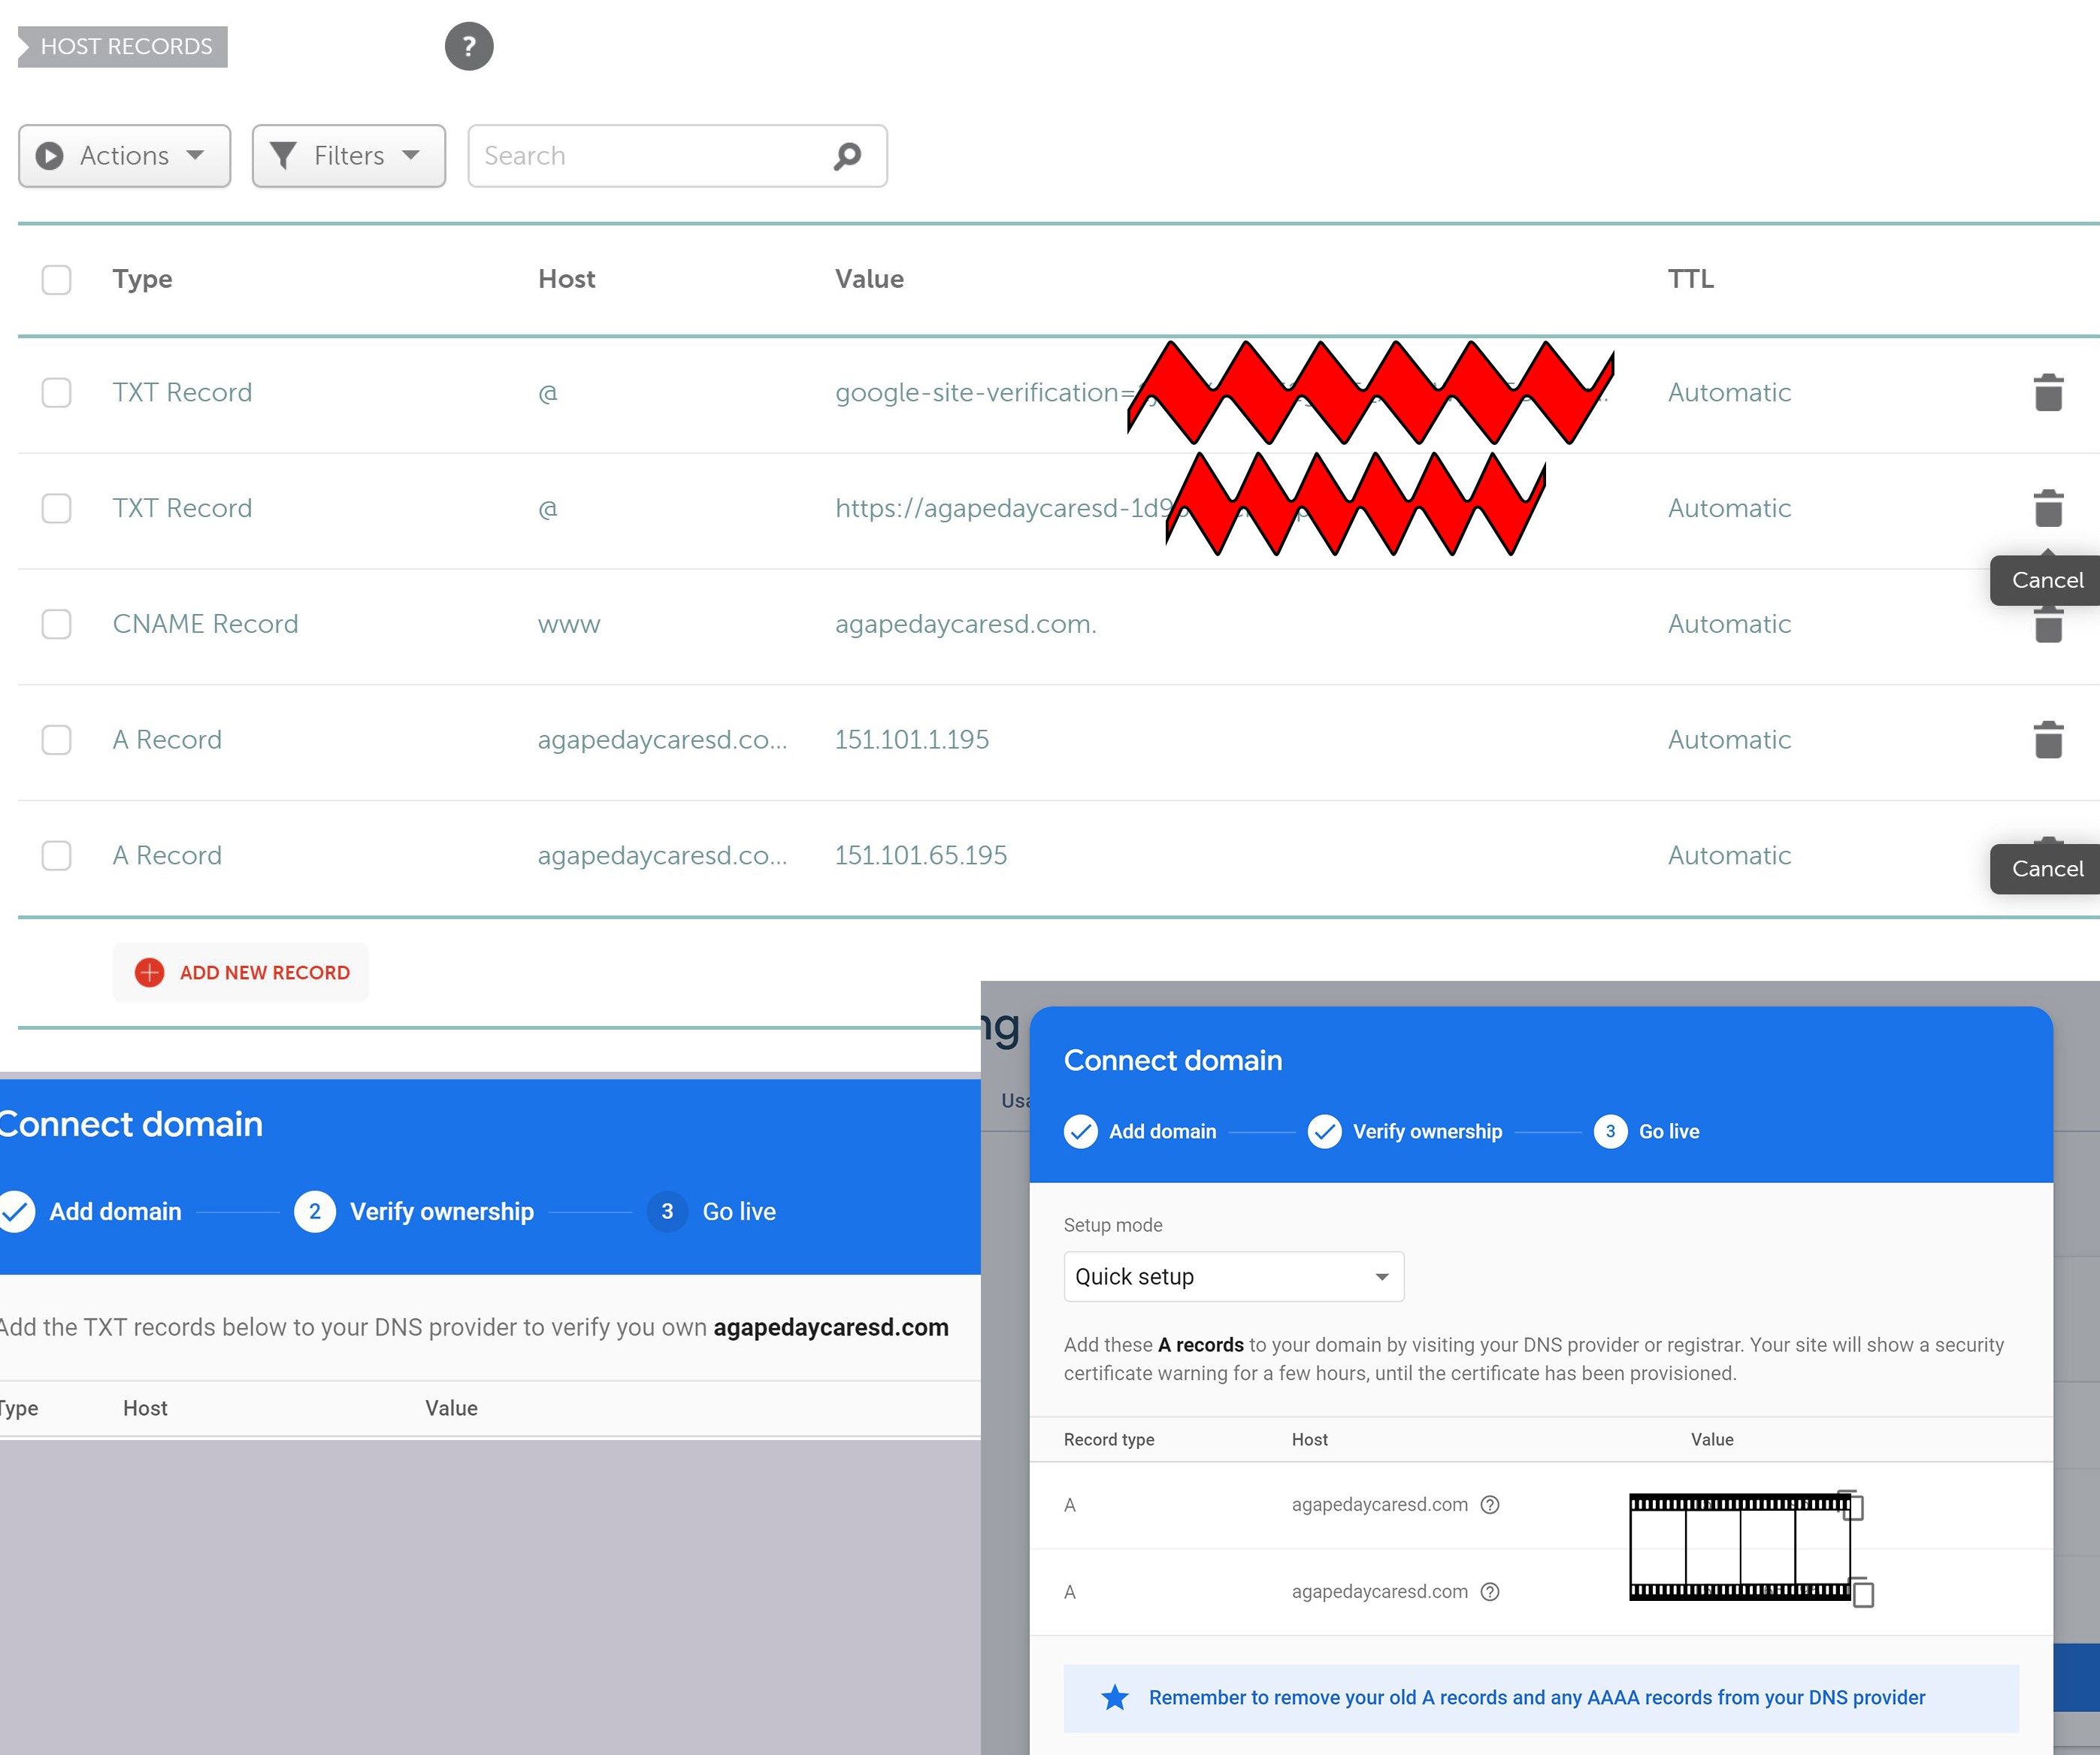 HOST RECORDS
?
Actions
Filters
Search
Type Host Value TTL
TXT Record @ google-site-verification= Automatic
TXT Record @ https://agapedaycaresd-1d9 Automatic
Cancel
CNAME Record www agapedaycaresd.com. Automatic
A Record agapedaycaresd.co... 151.101.1.195 Automatic
A Record agapedaycaresd.co... 151.101.65.195 Automatic
Cancel
ADD NEW RECORD
Connect domain
Add domain 2 Verify ownership 3 Go live
Add the TXT records below to your DNS provider to verify you own agapedaycaresd.com
Type Host Value
ng
Usa
Connect domain
Add domain Verify ownership 3 Go live
Setup mode
Quick setup
Add these A records to your domain by visiting your DNS provider or registrar. Your site will show a security
certificate warning for a few hours, until the certificate has been provisioned.
Record type Host Value
A agapedaycaresd.com ?
A agapedaycaresd.com ?
Remember to remove your old A records and any AAAA records from your DNS provider